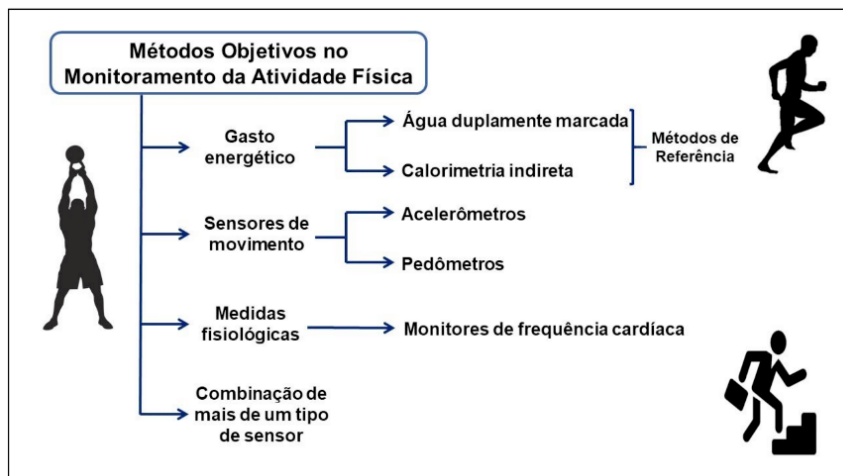 Métodos Objetivos no
Monitoramento da Atividade Física
Gasto
energético
Água duplamente marcada
Calorimetria indireta
Métodos de
Referência
Sensores de
movimento
Acelerômetros
Pedômetros
Medidas
fisiológicas
Monitores de frequência cardíaca
Combinação de
mais de um tipo
de sensor